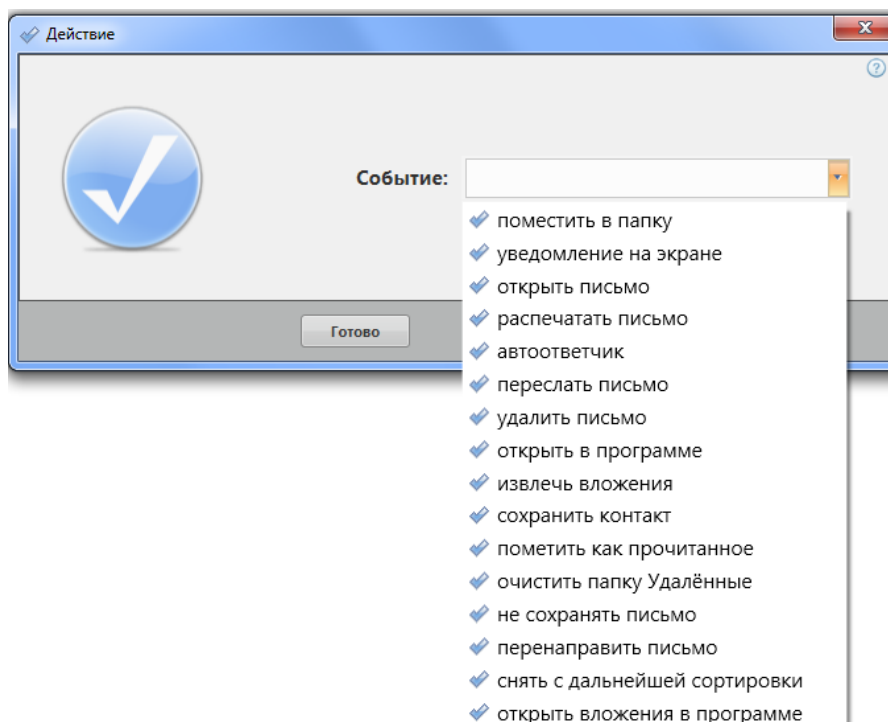 Действие
Событие:
поместить в папку
уведомление на экране
открыть письмо
распечатать письмо
Готово
автоответчик
переслать письмо
удалить письмо
открыть в программе
извлечь вложения
сохранить контакт
пометить как прочитанное
очистить папку Удалённые
не сохранять письмо
перенаправить письмо
снять с дальнейшей сортировки
открыть вложения в программе